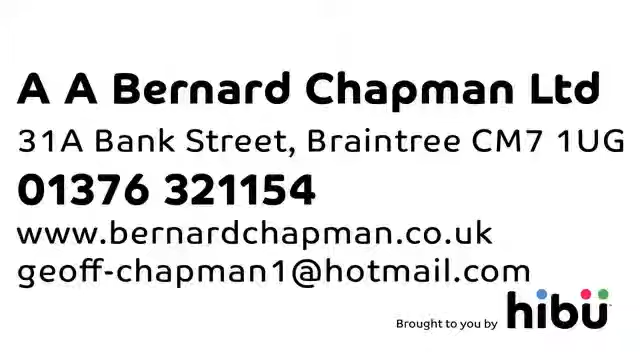 A A Bernard Chapman Ltd
31A Bank Street, Braintree CM7 1UG
01376 321154
www.bernardchapman.co.uk
geoff-chapman1@hotmail.com
Brought to you by hibü